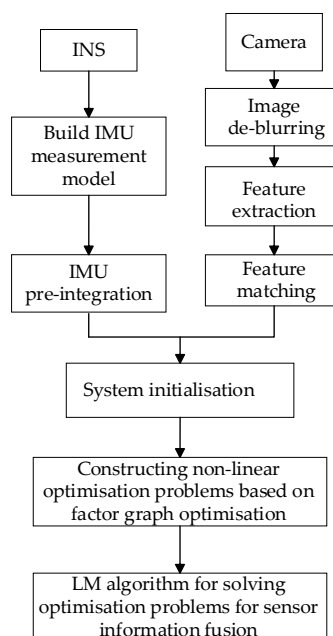 INS
Camera
Build IMU
measurement
model
Image
de-blurring
Feature
extraction
IMU
pre-integration
Feature
matching
System initialisation
Constructing non-linear
optimisation problems based on
factor graph optimisation
LM algorithm for solving
optimisation problems for sensor
information fusion